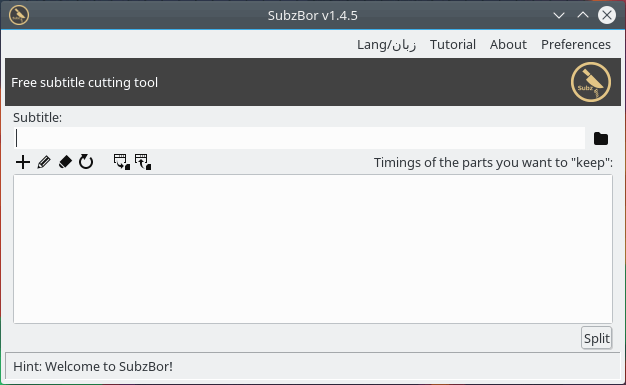 SubzBor v1.4.5
Lang/زبان Tutorial About Preferences
Free subtitle cutting tool
Subz
Subtitle:
Timings of the parts you want to "keep":
Split
Hint: Welcome to SubzBor!